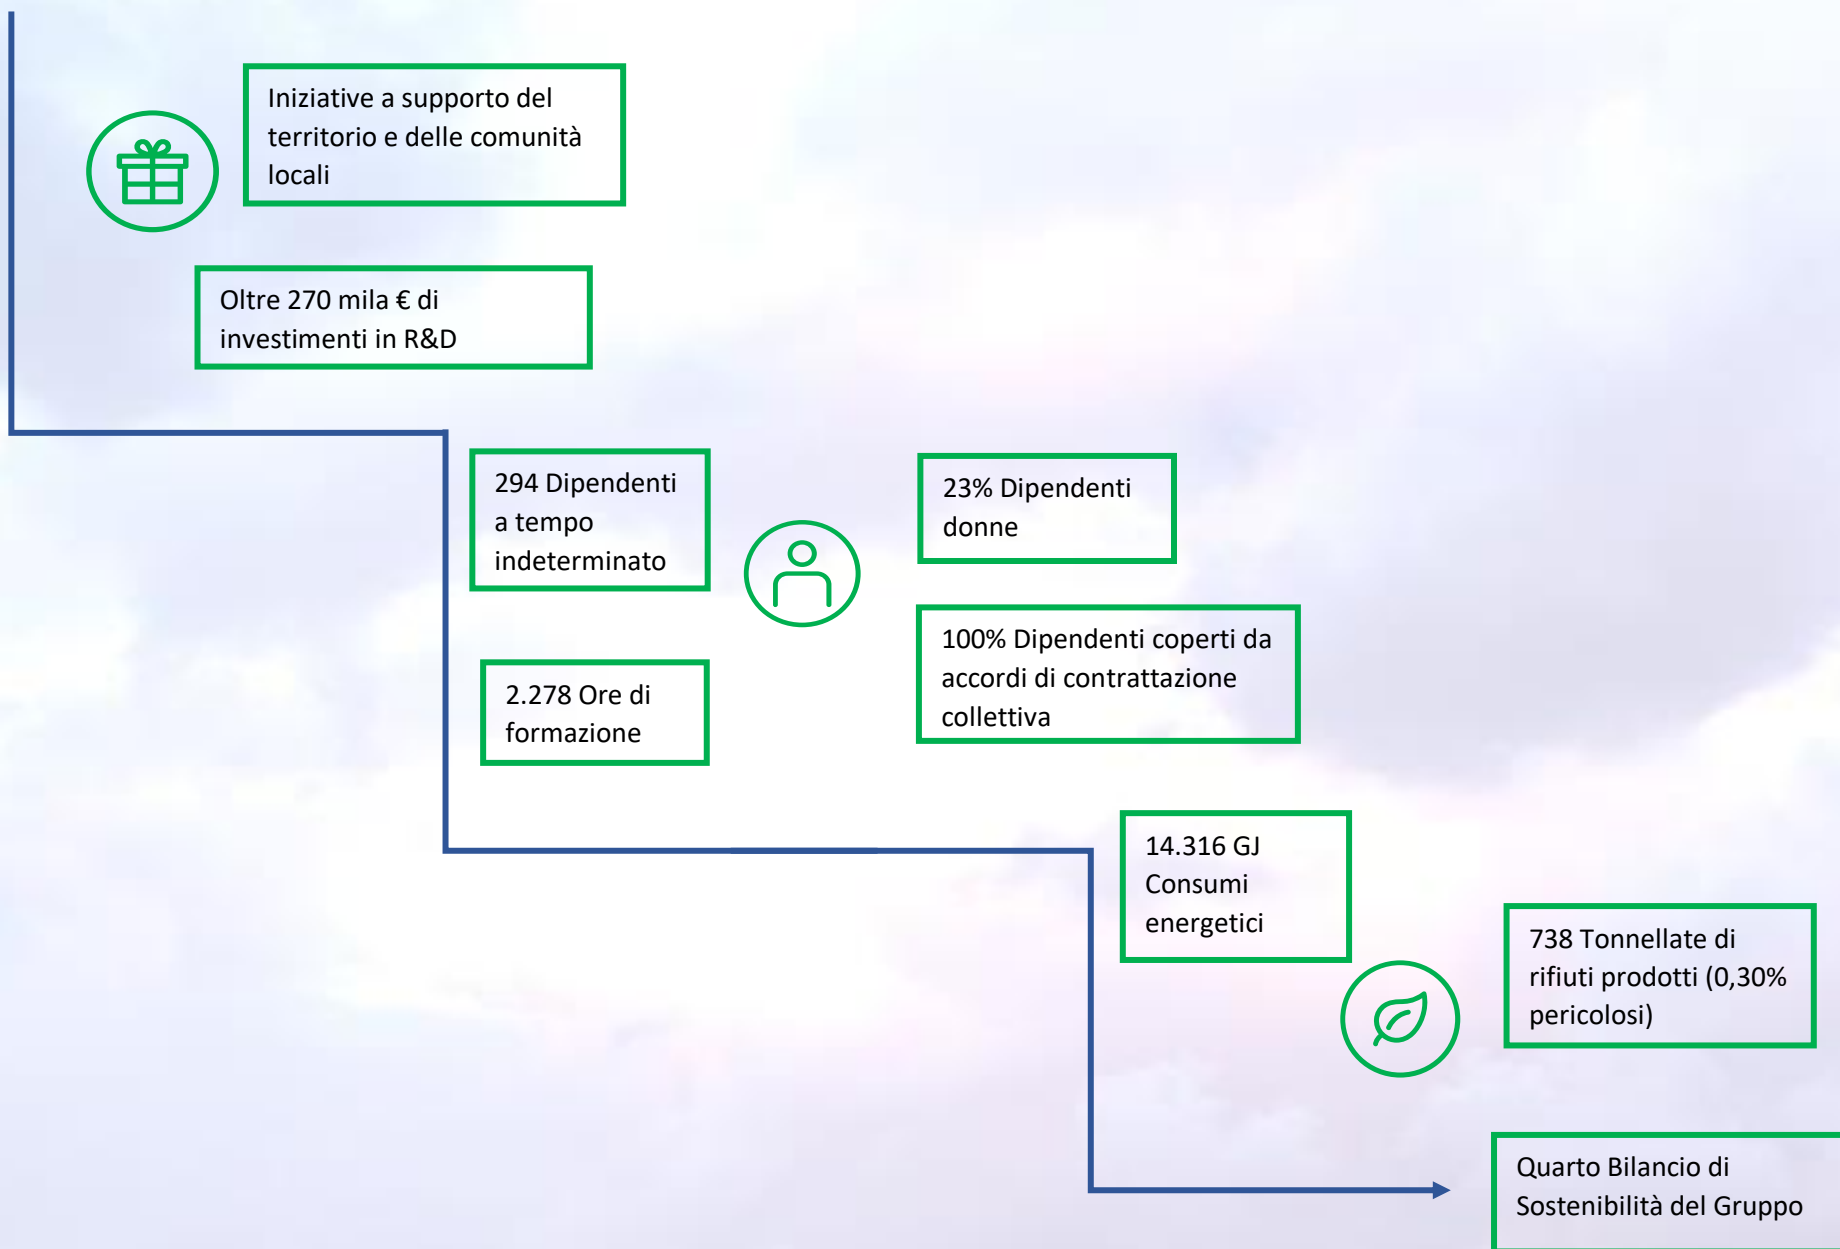 Iniziative a supporto del
territorio e delle comunità
locali
Oltre 270 mila € di
investimenti in R&D
294 Dipendenti
a tempo
indeterminato
23% Dipendenti
donne
100% Dipendenti coperti da
accordi di contrattazione
collettiva
2.278 Ore di
formazione
14.316 GJ
Consumi
energetici
738 Tonnellate di
rifiuti prodotti (0,30%
pericolosi)
Quarto Bilancio di
Sostenibilità del Gruppo